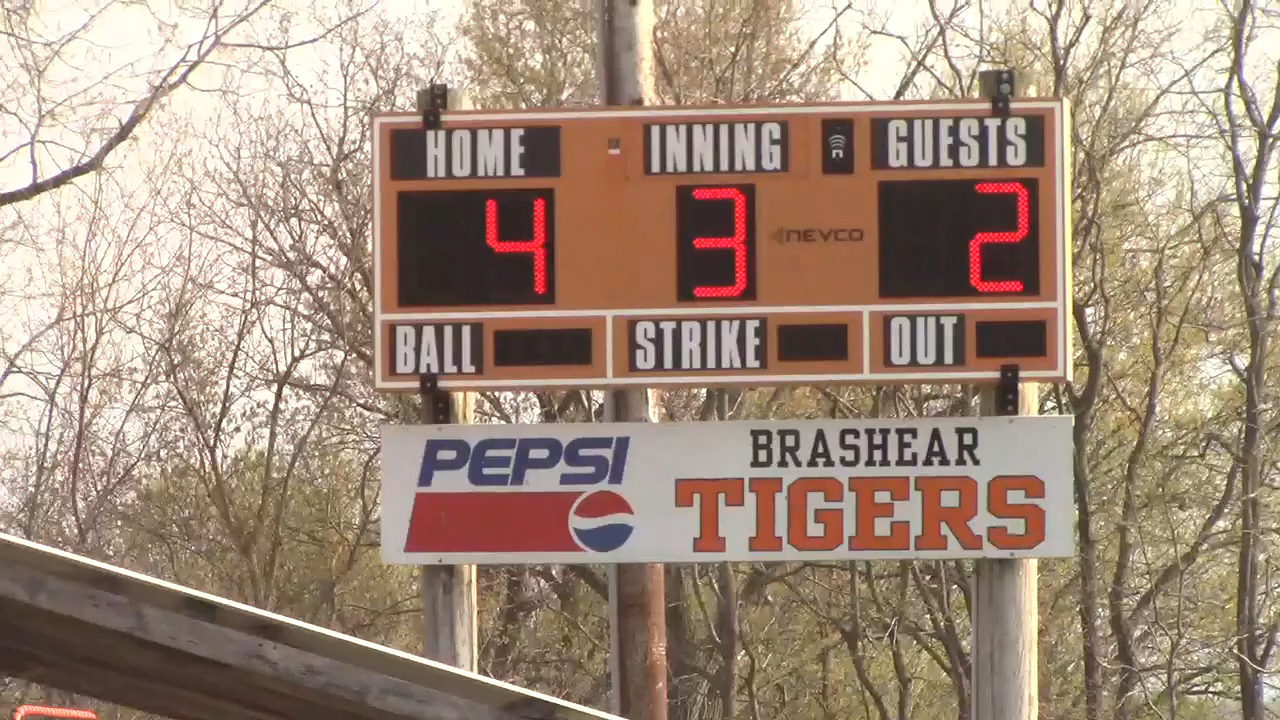 HOME INNING GUESTS
4 3 2
NEVCO
BALL STRIKE OUT
PEPSI
BRASHEAR
TIGERS